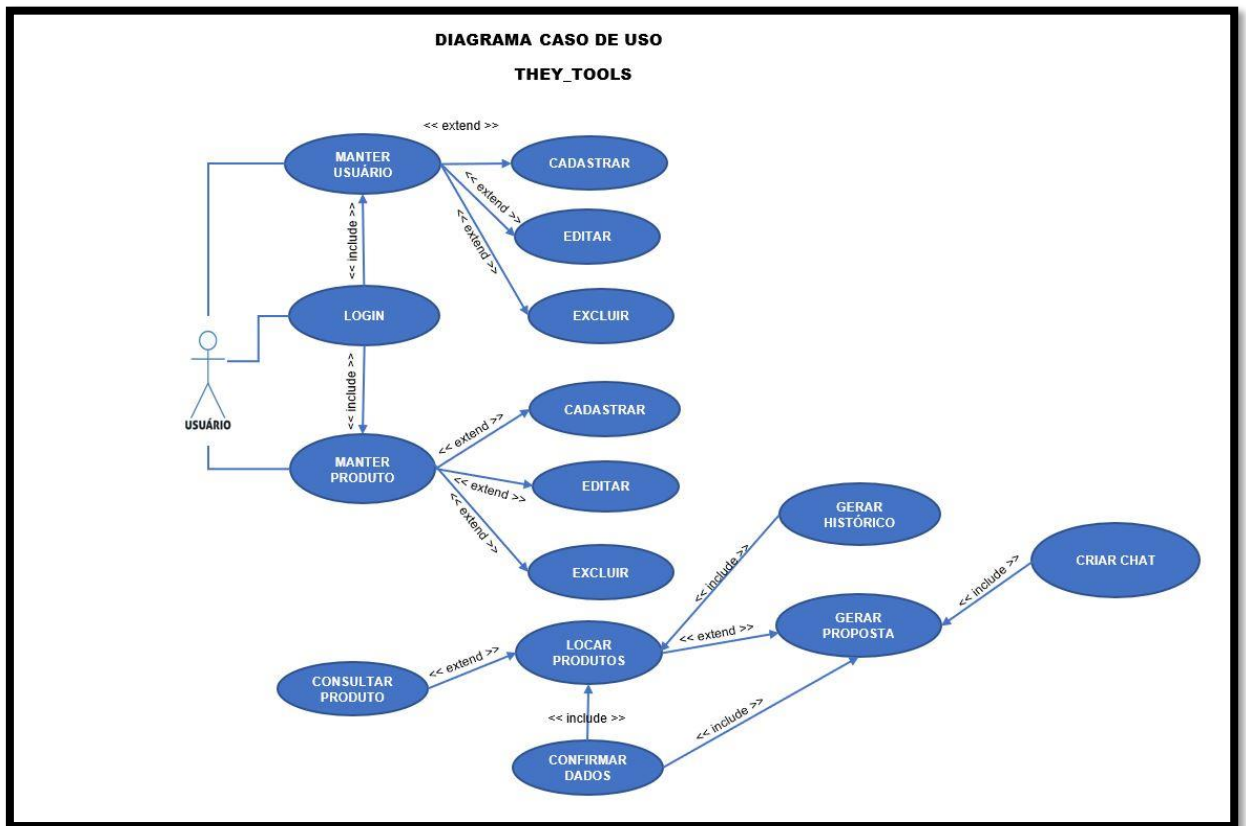 DIAGRAMA CASO DE USO
THEY_TOOLS
<< extend >>
MANTER
USUÁRIO
CADASTRAR
<< extend >>
EDITAR
<< extend >>
<< include >>
LOGIN
EXCLUIR
USUÁRIO
<< include >>
CADASTRAR
<< extend >>
MANTER
PRODUTO
EDITAR
<< extend >>
<< extend >>
EXCLUIR
GERAR
HISTÓRICO
<< include >>
CRIAR CHAT
<< include >>
GERAR
PROPOSTA
<< extend >>
LOCAR
PRODUTOS
<< extend >>
CONSULTAR
PRODUTO
<< include >>
<< include >>
CONFIRMAR
DADOS